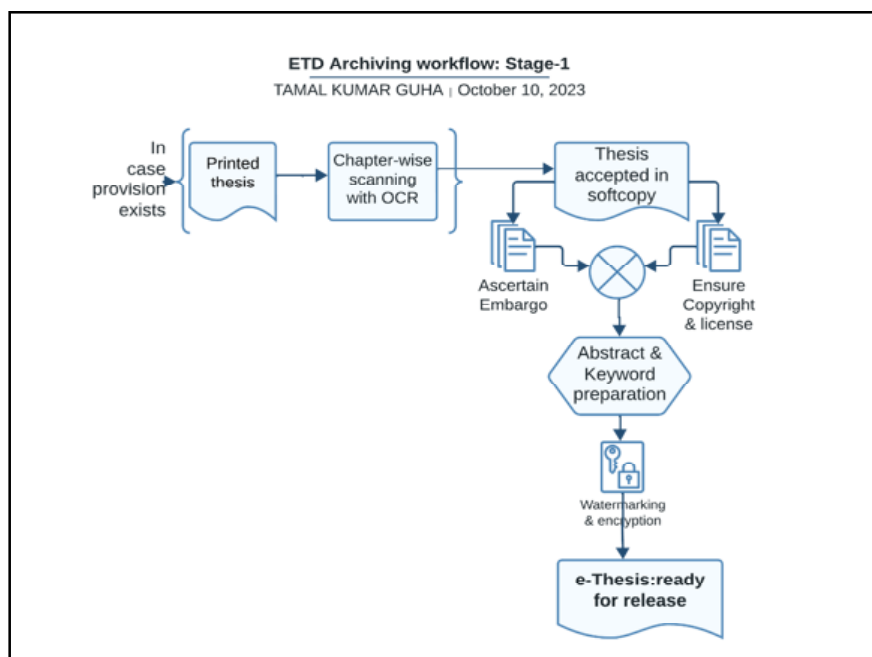 ETD Archiving workflow: Stage-1
TAMAL KUMAR GUHA | October 10, 2023
In
case
provision
exists
Printed
thesis
Chapter-wise
scanning
with OCR
Thesis
accepted in
softcopy
Ascertain
Embargo
Ensure
Copyright
& license
Abstract &
Keyword
preparation
Watermarking
& encryption
e-Thesis:ready
for release